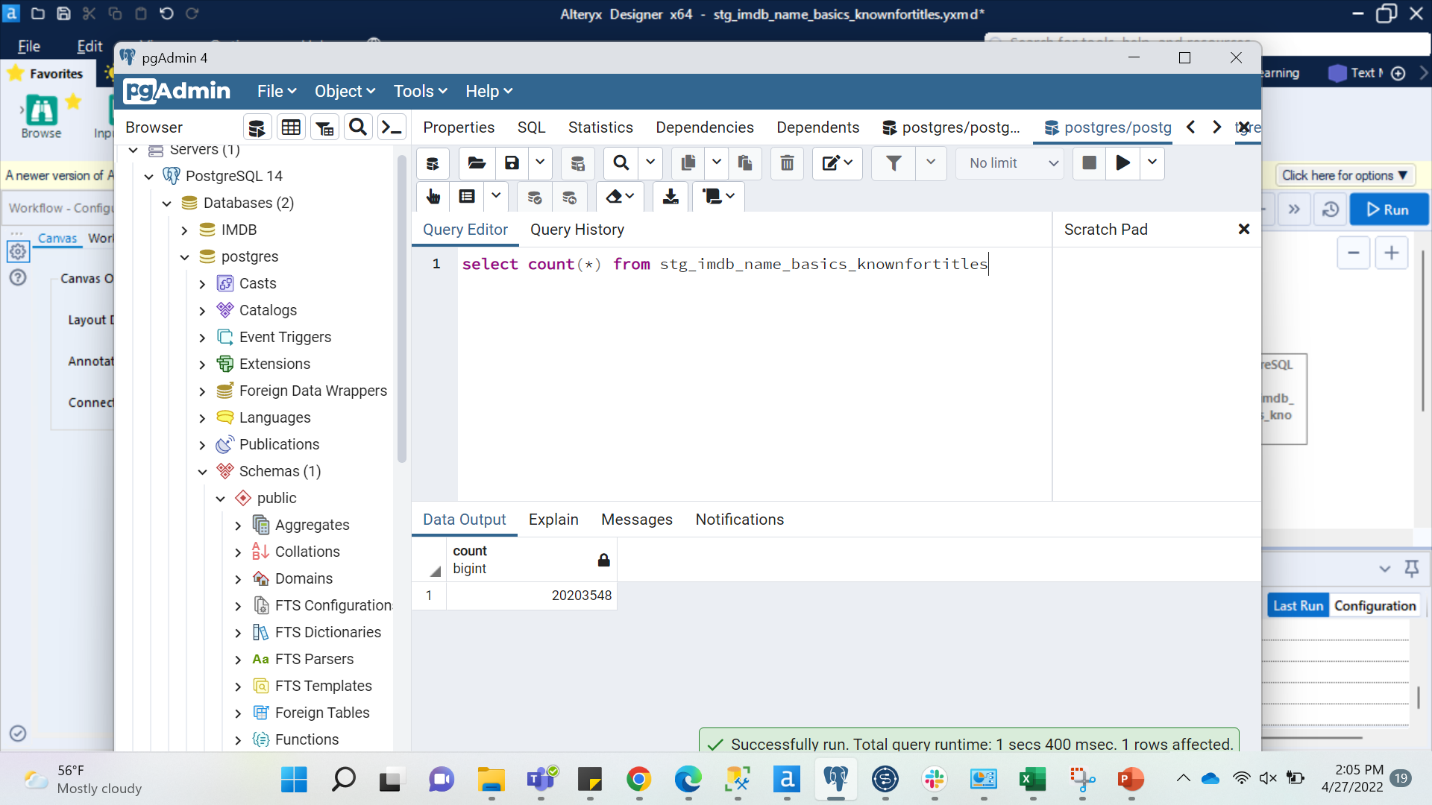 Alteryx Designer x64 - stg_imdb_name_basics_knownfortitles.yxmd*
File
Edit
pgAdmin 4
Favorites
earning
Browse
pgAdmin
File
Object
Tools
Help
Browser
Properties
SQL
Statistics
Dependencies
Dependents
postgres/postg...
postgres/postg
Servers (1)
A newer version of A
PostgreSQL 14
No limit
Click here for options ▼
Databases (2)
Workflow - Configu
Run
IMDB
Query Editor
Query History
Scratch Pad
Canvas
Work
postgres
1 select count(*) from stg_imdb_name_basics_knownfortitles
Canvas O
Casts
Layout D
Catalogs
Event Triggers
Annotat
Extensions
reSQL
Foreign Data Wrappers
Connect
imdb_
s_kno
Languages
Publications
Schemas (1)
public
Data Output
Explain
Messages
Notifications
Aggregates
Collations
count
bigint
Domains
1 20203548
FTS Configuration
Last Run
Configuration
FTS Dictionaries
Aa FTS Parsers
FTS Templates
Foreign Tables
Functions
Successfully run. Total query runtime: 1 secs 400 msec. 1 rows affected.
56°F
Mostly cloudy
2:05 PM
4/27/2022
19